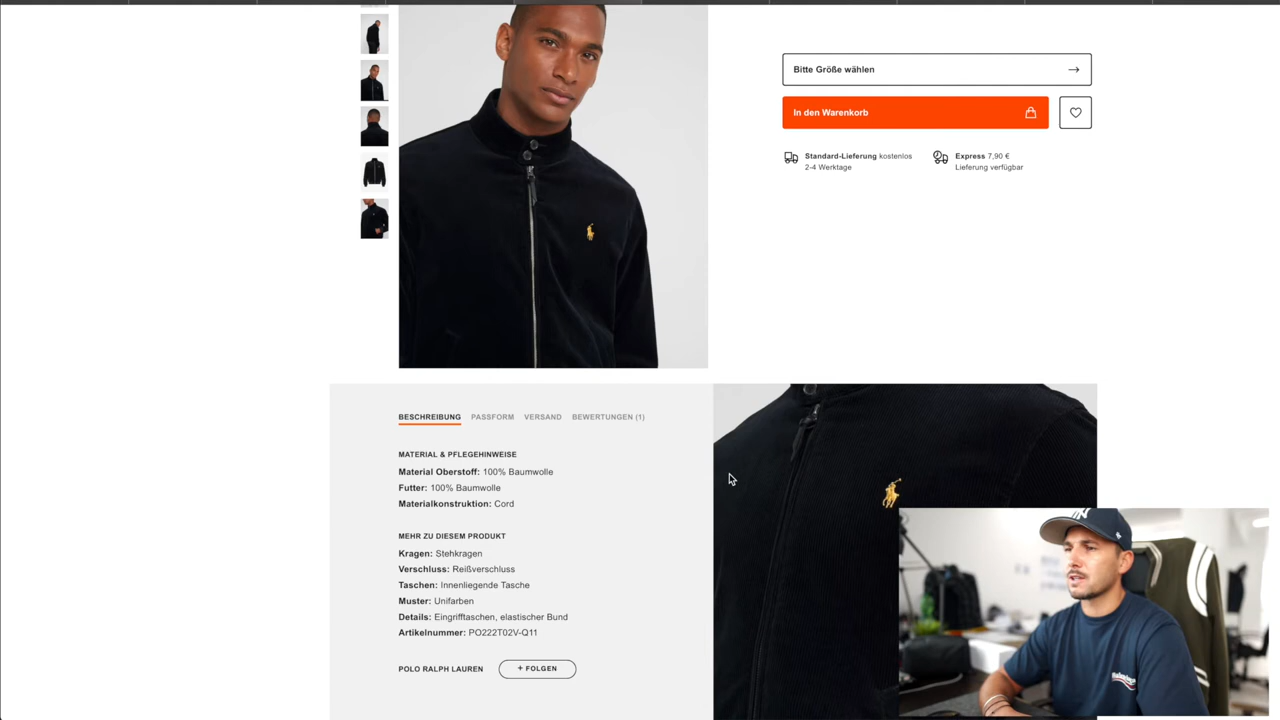 Bitte Größe wählen
In den Warenkorb
Standard-Lieferung kostenlos
2-4 Werktage
Express 7,90 €
Lieferung verfügbar
BESCHREIBUNG PASSFORM VERSAND BEWERTUNGEN (1)
MATERIAL & PFLEGEHINWEISE
Material Oberstoff: 100% Baumwolle
Futter: 100% Baumwolle
Materialkonstruktion: Cord
MEHR ZU DIESEM PRODUKT
Kragen: Stehkragen
Verschluss: Reißverschluss
Taschen: Innenliegende Tasche
Muster: Unifarben
Details: Eingrifftaschen, elastischer Bund
Artikelnummer: PO222T02V-Q11
POLO RALPH LAUREN + FOLGEN